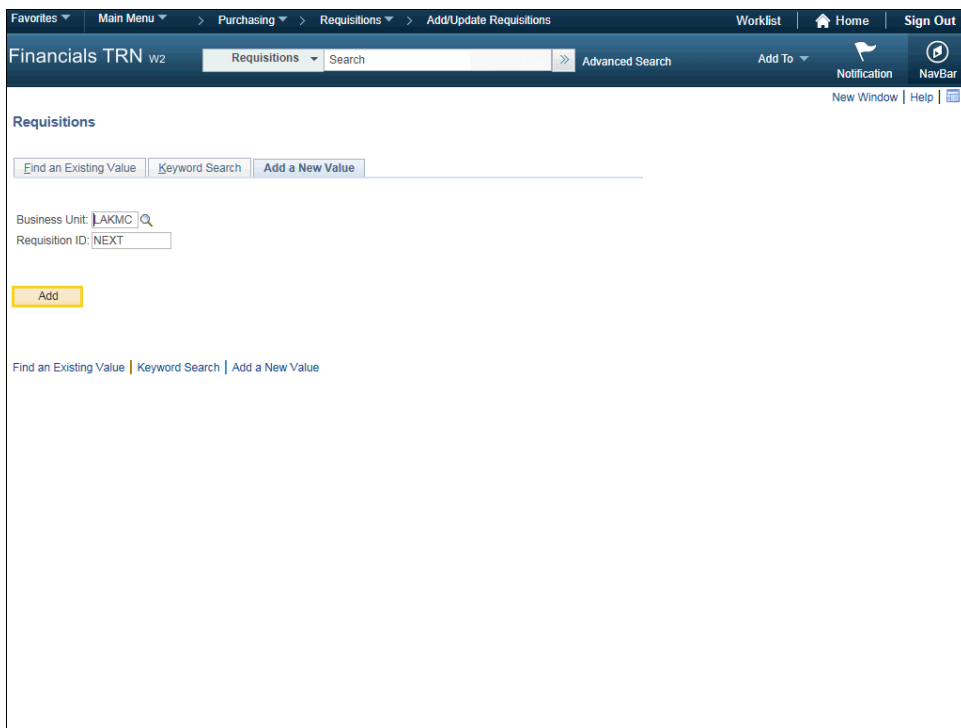 Favorites Main Menu > Purchasing > Requisitions > Add/Update Requisitions Worklist Home Sign Out
Financials TRN W2 Requisitions Search Advanced Search Add To Notification NavBar
New Window | Help |
Requisitions
Find an Existing Value Keyword Search Add a New Value
Business Unit: LAKMC
Requisition ID: NEXT
Add
Find an Existing Value | Keyword Search | Add a New Value